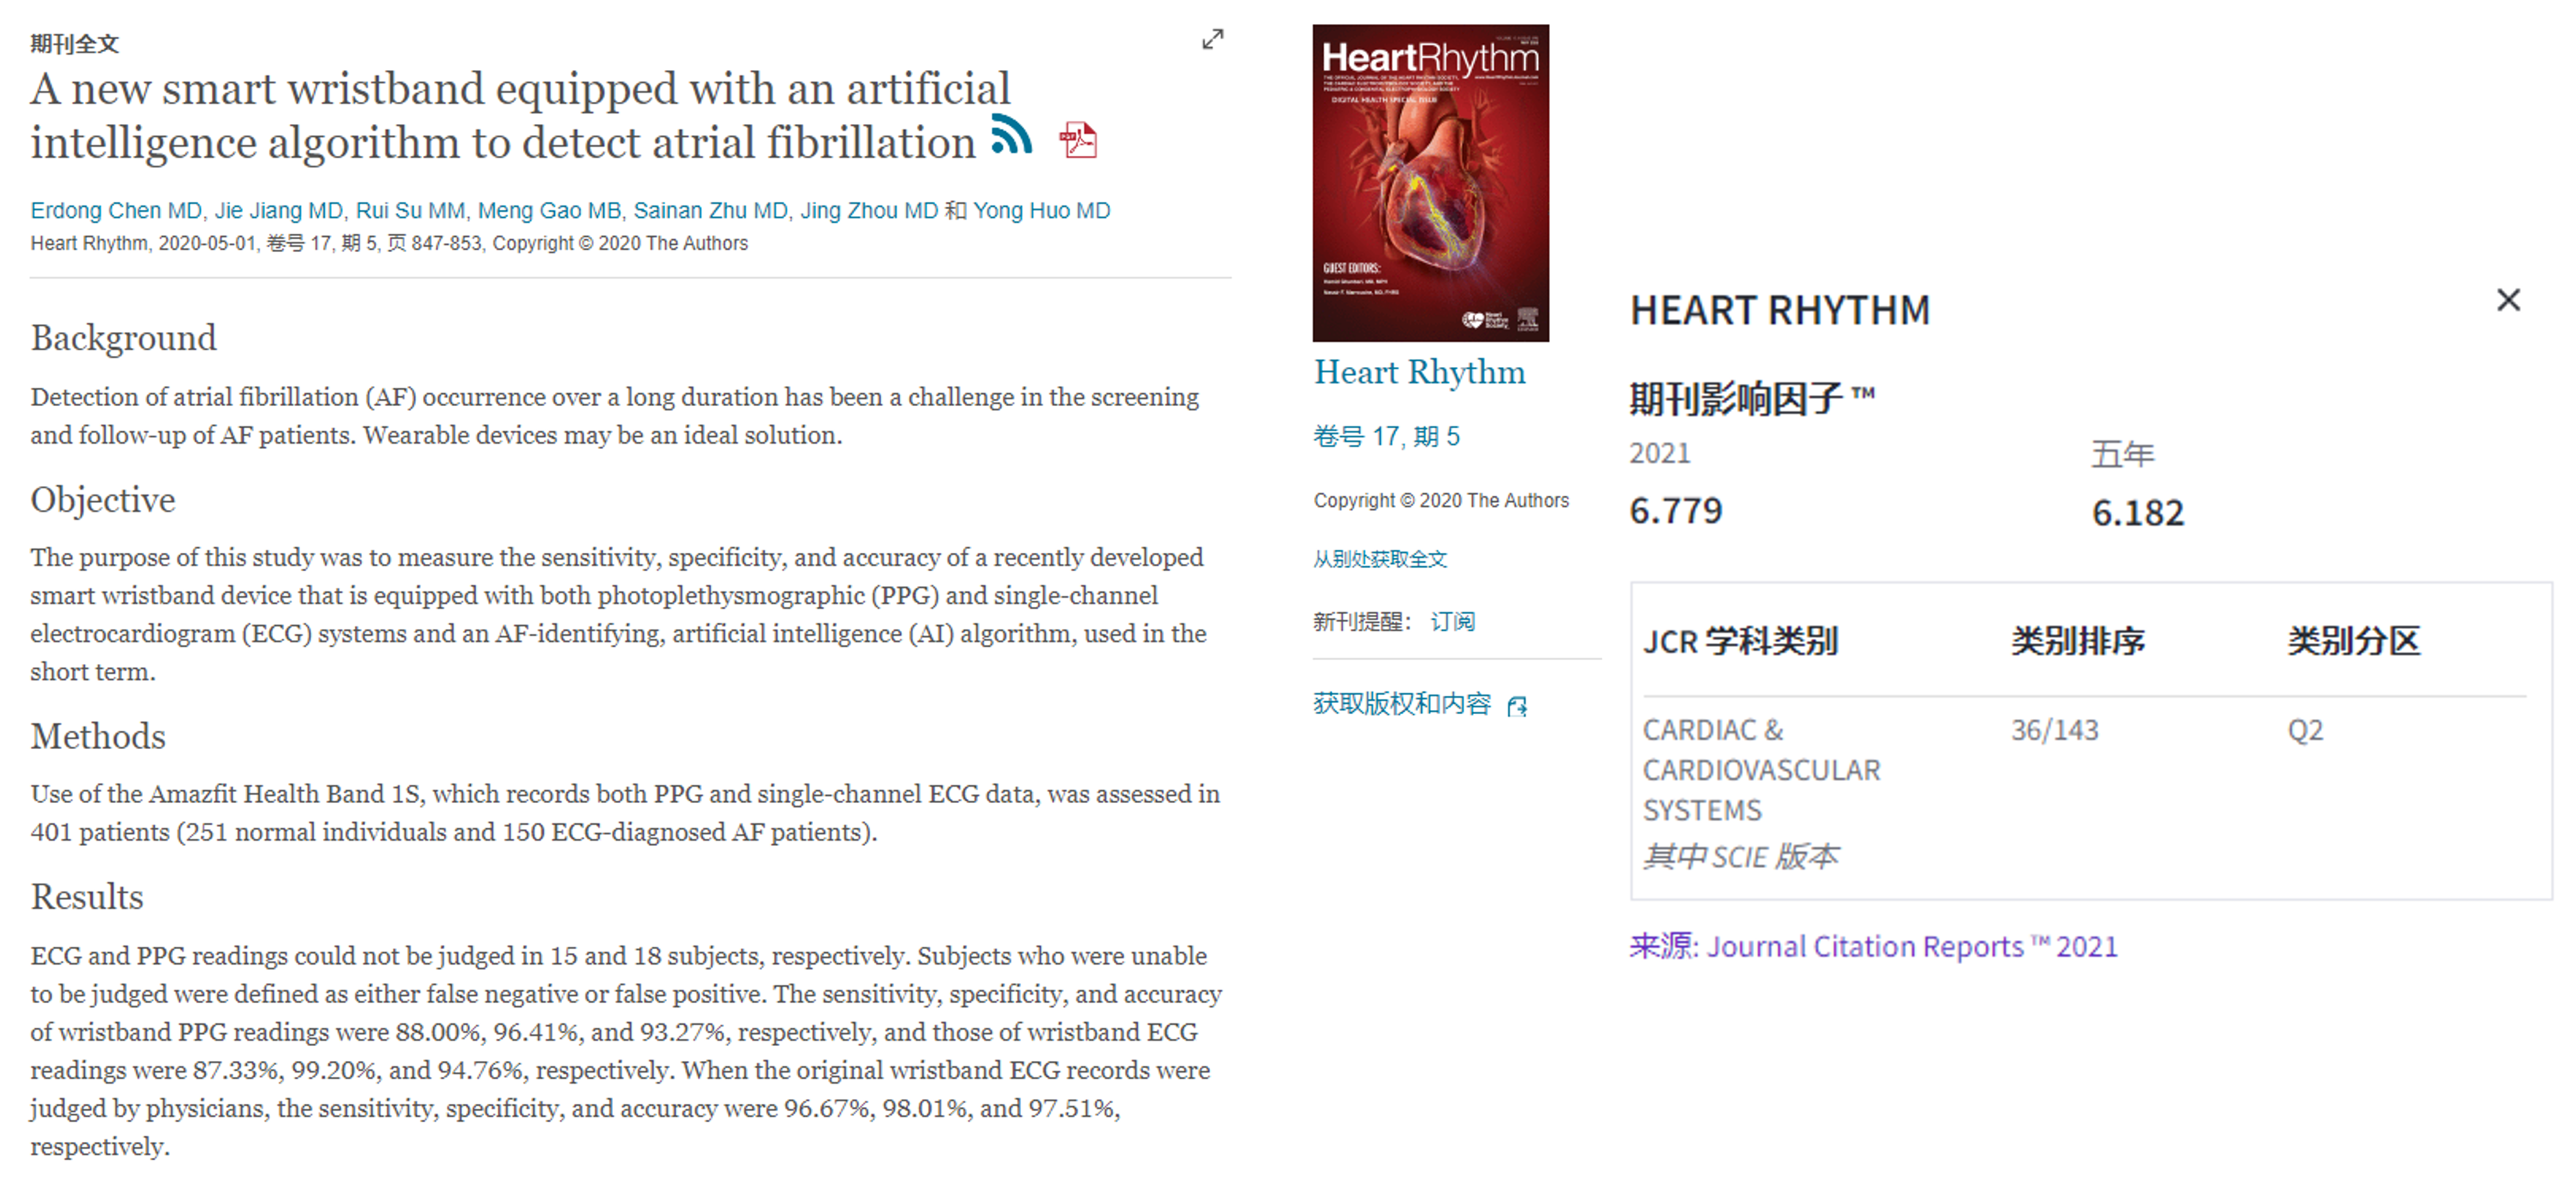 期刊全文
A new smart wristband equipped with an artificial
intelligence algorithm to detect atrial fibrillation
Erdong Chen MD, Jie Jiang MD, Rui Su MM, Meng Gao MB, Sainan Zhu MD, Jing Zhou MD 和 Yong Huo MD
Heart Rhythm, 2020-05-01, 卷号 17, 期 5, 页 847-853, Copyright © 2020 The Authors
Background
Detection of atrial fibrillation (AF) occurrence over a long duration has been a challenge in the screening
and follow-up of AF patients. Wearable devices may be an ideal solution.
Objective
The purpose of this study was to measure the sensitivity, specificity, and accuracy of a recently developed
smart wristband device that is equipped with both photoplethysmographic (PPG) and single-channel
electrocardiogram (ECG) systems and an AF-identifying, artificial intelligence (AI) algorithm, used in the
short term.
Methods
Use of the Amazfit Health Band 1S, which records both PPG and single-channel ECG data, was assessed in
401 patients (251 normal individuals and 150 ECG-diagnosed AF patients).
Results
ECG and PPG readings could not be judged in 15 and 18 subjects, respectively. Subjects who were unable
to be judged were defined as either false negative or false positive. The sensitivity, specificity, and accuracy
of wristband PPG readings were 88.00%, 96.41%, and 93.27%, respectively, and those of wristband ECG
readings were 87.33%, 99.20%, and 94.76%, respectively. When the original wristband ECG records were
judged by physicians, the sensitivity, specificity, and accuracy were 96.67%, 98.01%, and 97.51%,
respectively.
HeartRhythm
DIGITAL HEALTH SPECIAL ISSUE
GUEST EDITORS:
Heart Rhythm
卷号 17, 期 5
Copyright © 2020 The Authors
从别处获取全文
新刊提醒： 订阅
获取版权和内容
HEART RHYTHM
期刊影响因子 ™
2021 五年
6.779 6.182
JCR 学科类别 类别排序 类别分区
CARDIAC & 36/143 Q2
CARDIOVASCULAR
SYSTEMS
其中 SCIE 版本
来源: Journal Citation Reports ™ 2021